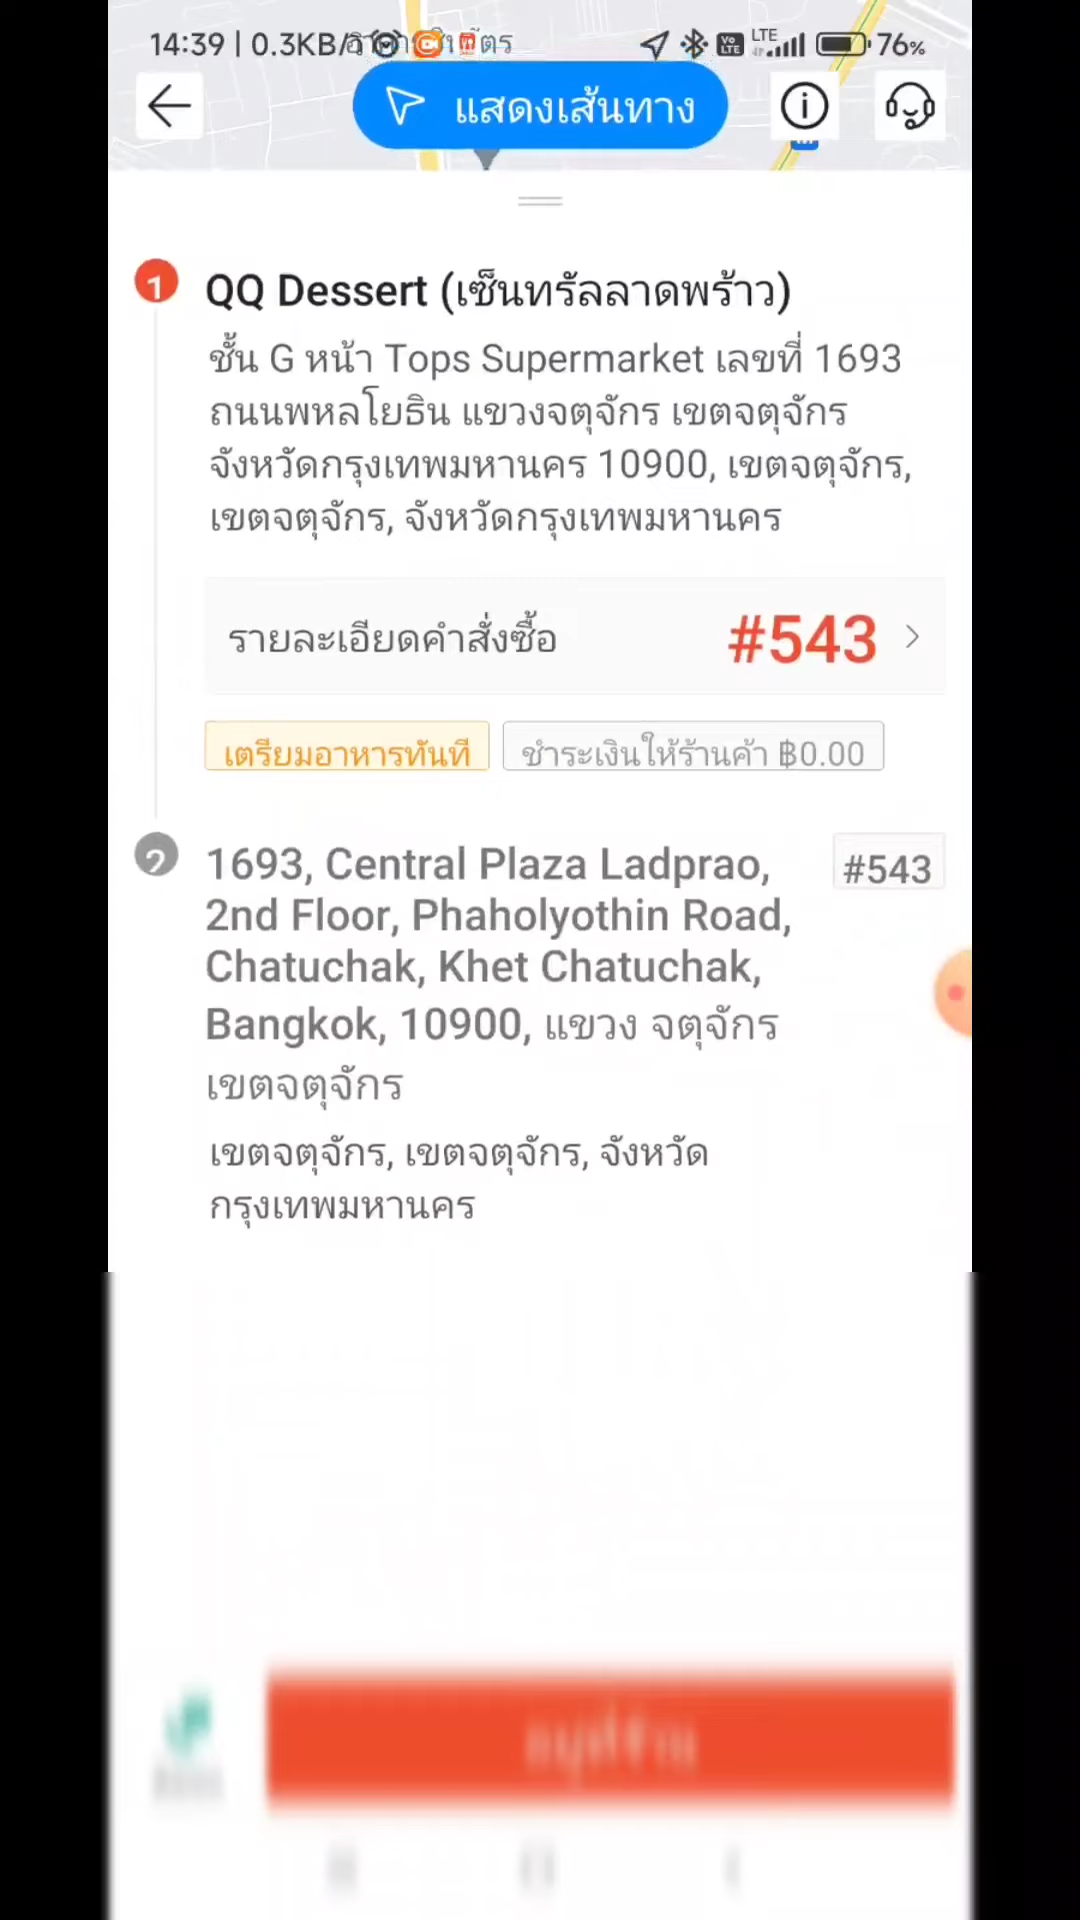 14:39 | 0.3KB/
LTE
76%
แสดงเส้นทาง
1
QQ Dessert (เซ็นทรัลลาดพร้าว)
ชั้น G หน้า Tops Supermarket เลขที่ 1693
ถนนพหลโยธิน แขวงจตุจักร เขตจตุจักร
จังหวัดกรุงเทพมหานคร 10900, เขตจตุจักร,
เขตจตุจักร, จังหวัดกรุงเทพมหานคร
รายละเอียดคำสั่งซื้อ
#543
เตรียมอาหารทันที
ชำระเงินให้ร้านค้า ฿0.00
2
1693, Central Plaza Ladprao,
#543
2nd Floor, Phaholyothin Road,
Chatuchak, Khet Chatuchak,
Bangkok, 10900, แขวง จตุจักร
เขตจตุจักร
เขตจตุจักร, เขตจตุจักร, จังหวัด
กรุงเทพมหานคร